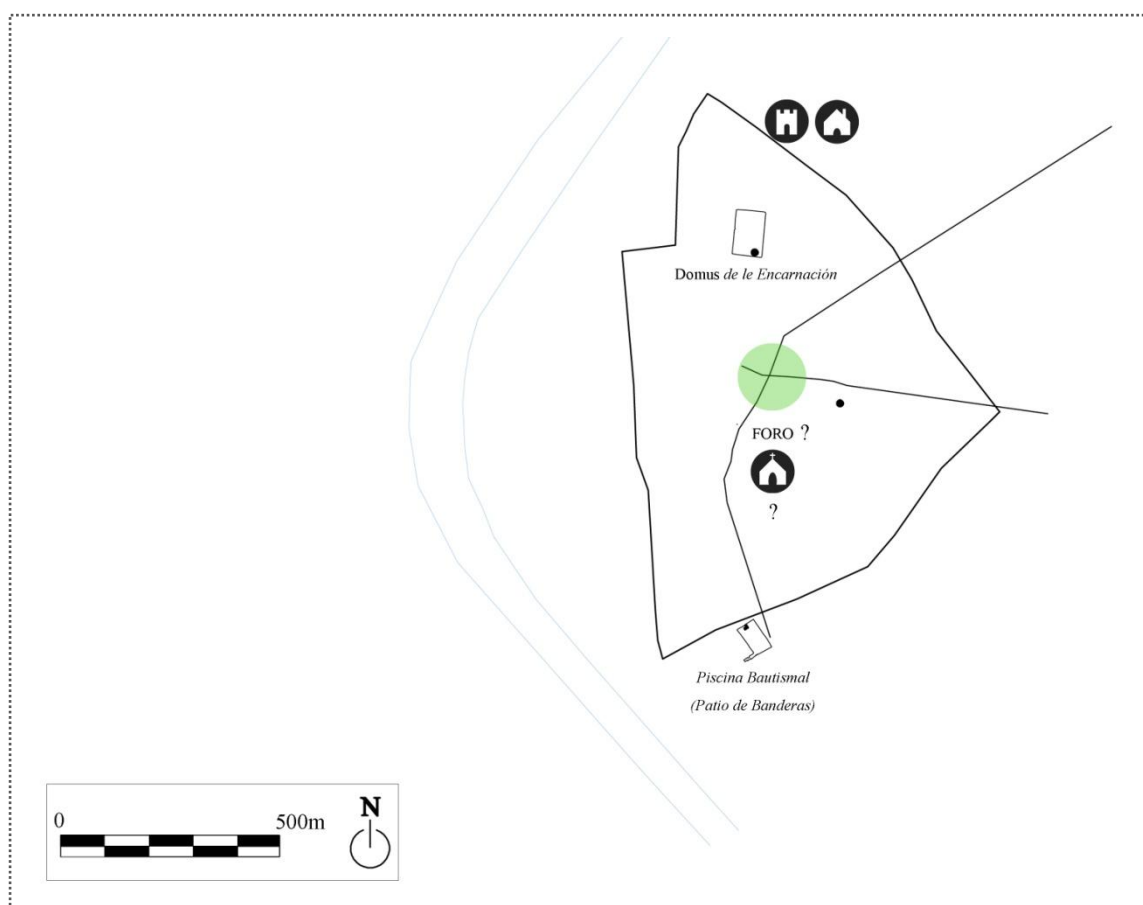 Domus de le Encarnación
FORO ?
?
Piscina Bautismal
(Patio de Banderas)
0 500m
N